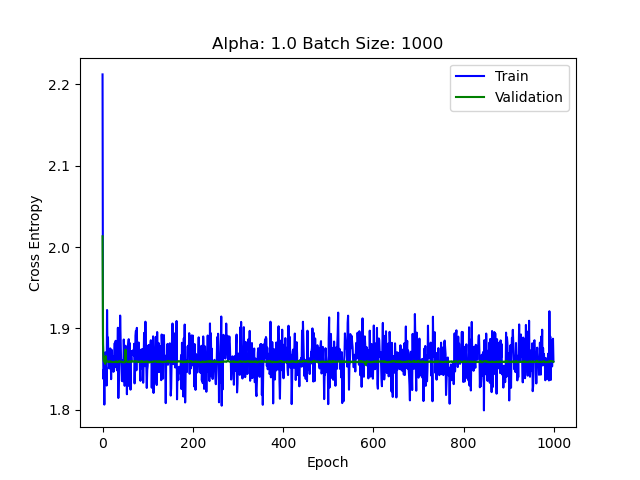 Alpha: 1.0 Batch Size: 1000
Train
Validation
Cross Entropy
2.2
2.1
2.0
1.9
1.8
0 200 400 600 800 1000
Epoch